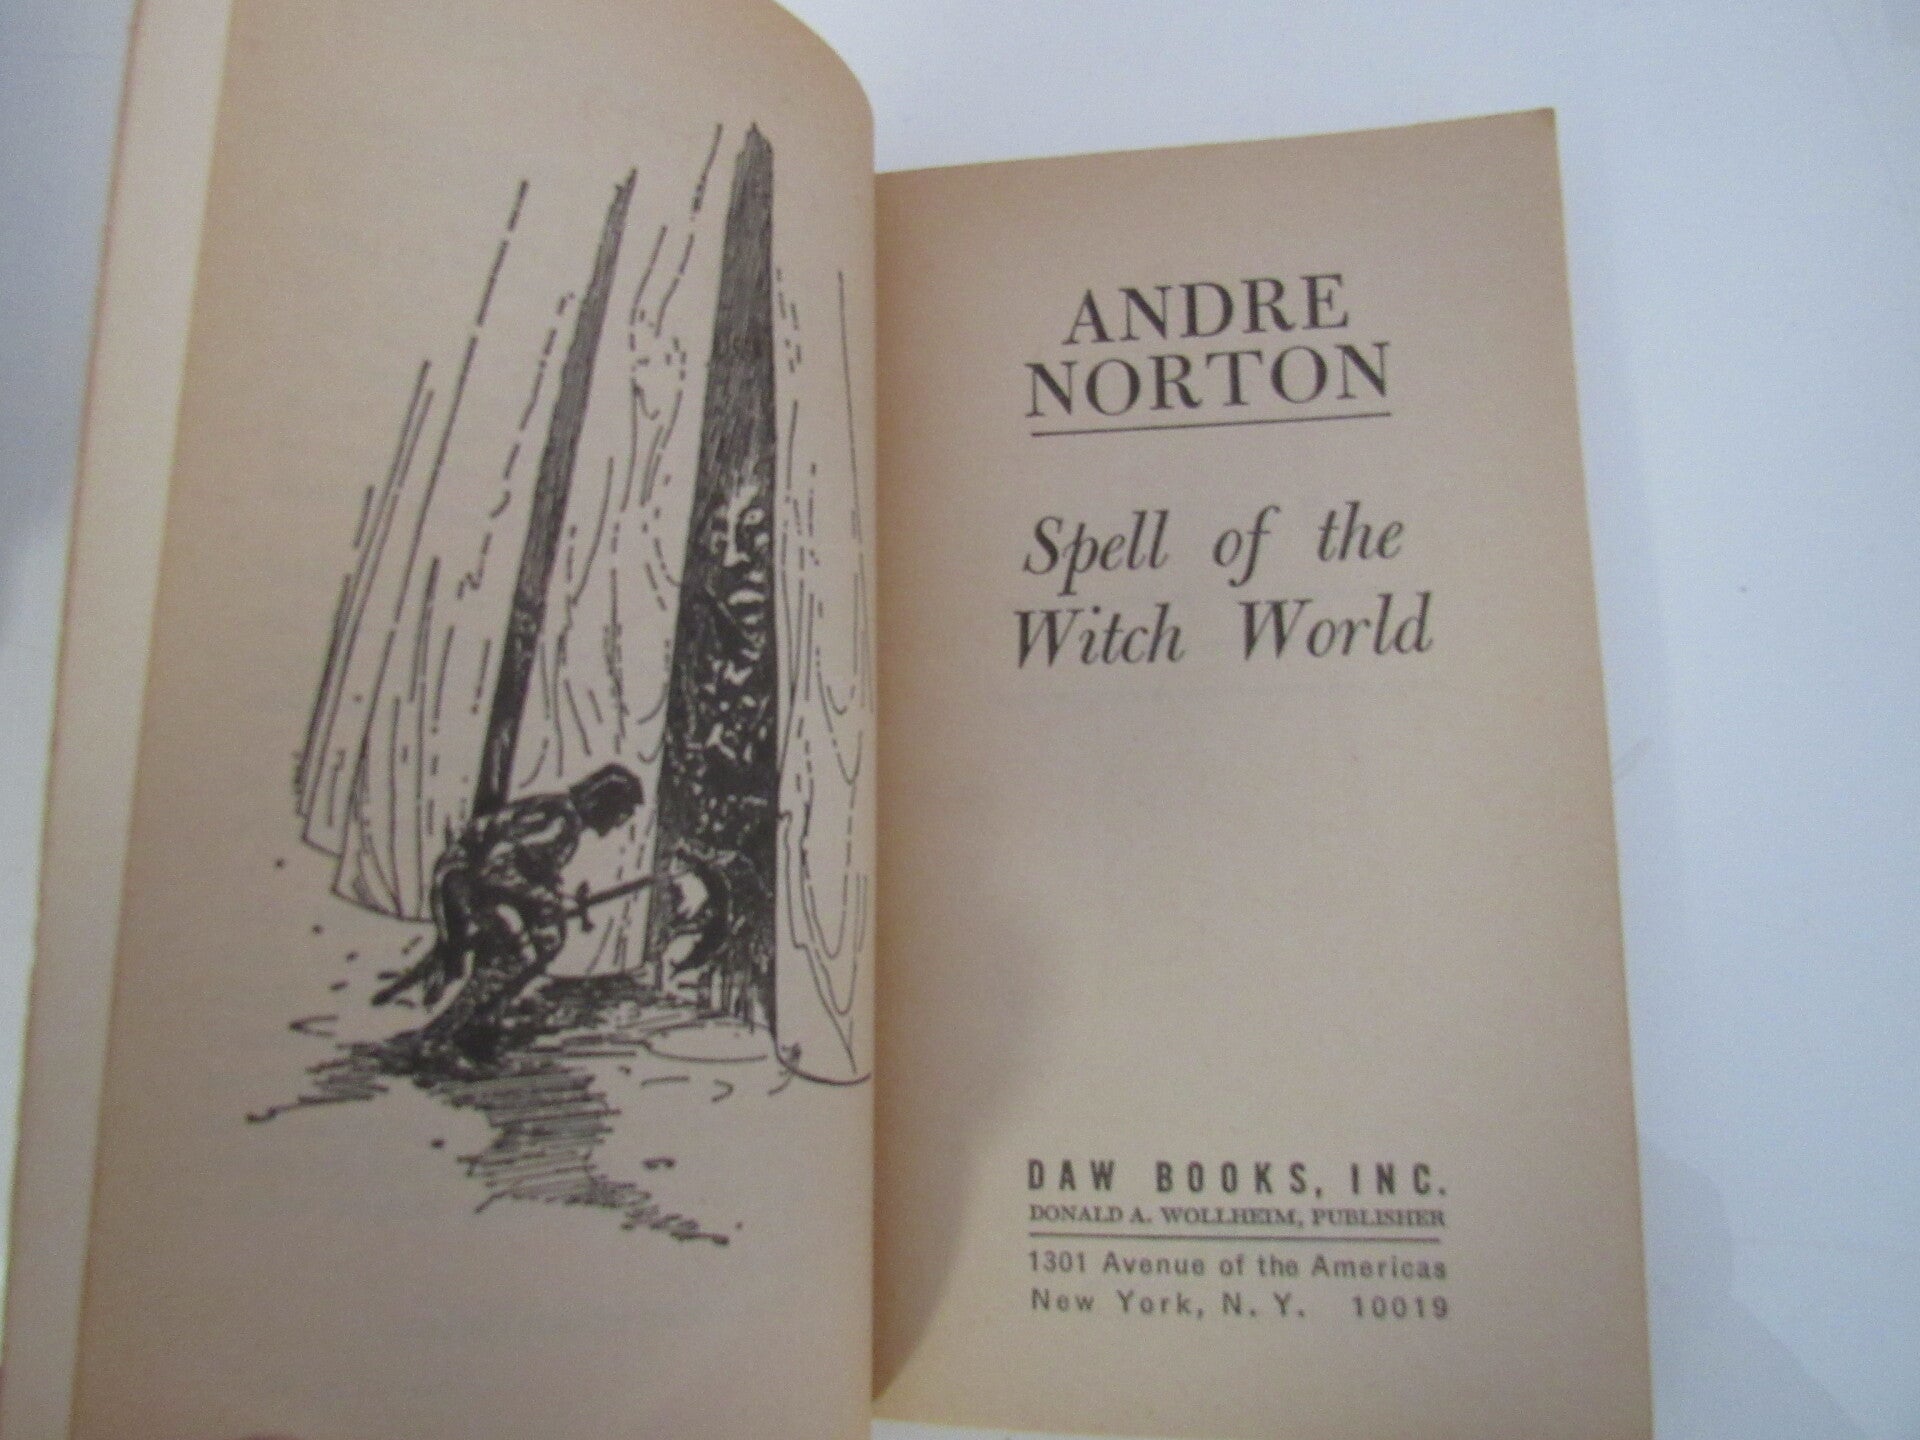 ANDRE
NORTON
Spell of the
Witch World
DAW BOOKS, INC.
DONALD A. WOLLHEIM, PUBLISHER
1301 Avenue of the Americas
New York, N. Y. 10019